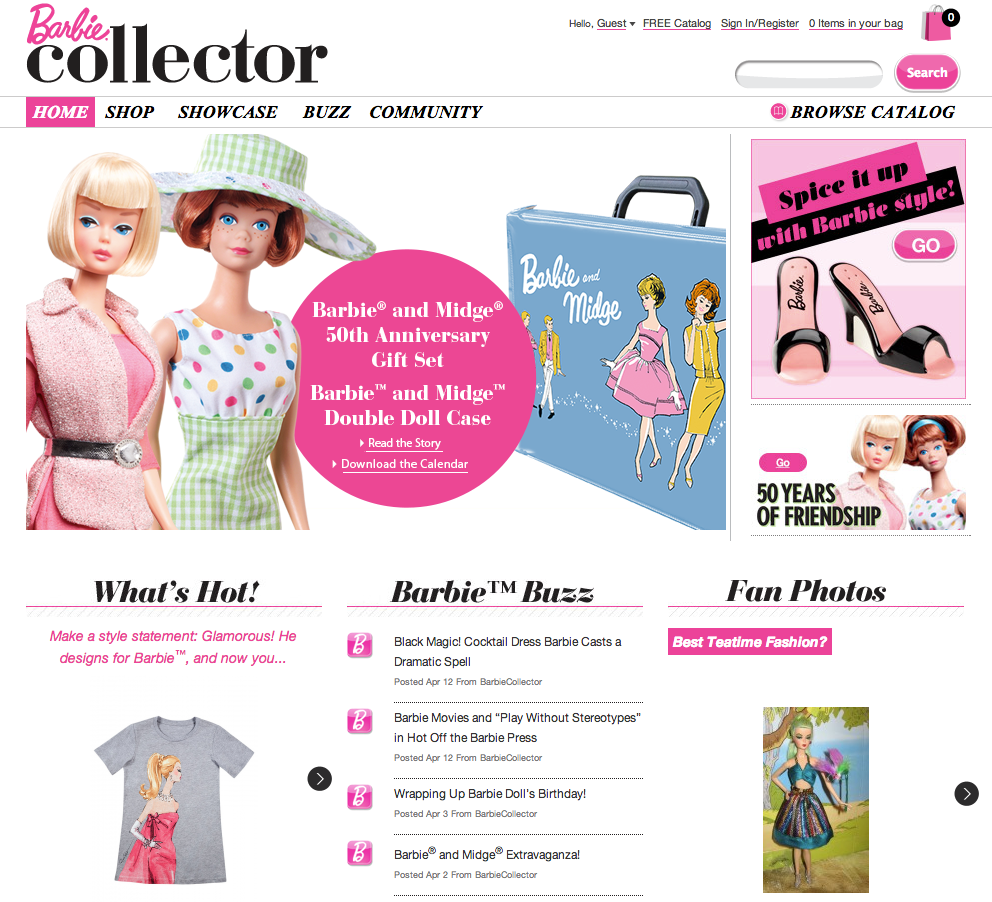 Barbie
collector
Hello, Guest FREE Catalog Sign In/Register 0 Items in your bag
0
Search
HOME SHOP SHOWCASE BUZZ COMMUNITY BROWSE CATALOG
Barbie® and Midge®
50th Anniversary
Gift Set
Barbie™ and Midge™
Double Doll Case
Read the Story
Download the Calendar
Barbie and
Midge
Spice it up
with Barbie style!
GO
Barbie
Barbie
Go
50 YEARS
OF FRIENDSHIP
What's Hot!
Make a style statement: Glamorous! He
designs for Barbie™, and now you...
Barbie™ Buzz
B
Black Magic! Cocktail Dress Barbie Casts a
Dramatic Spell
Posted Apr 12 From BarbieCollector
B
Barbie Movies and “Play Without Stereotypes”
in Hot Off the Barbie Press
Posted Apr 12 From BarbieCollector
B
Wrapping Up Barbie Doll's Birthday!
Posted Apr 3 From BarbieCollector
B
Barbie® and Midge® Extravaganza!
Posted Apr 2 From BarbieCollector
Fan Photos
Best Teatime Fashion?